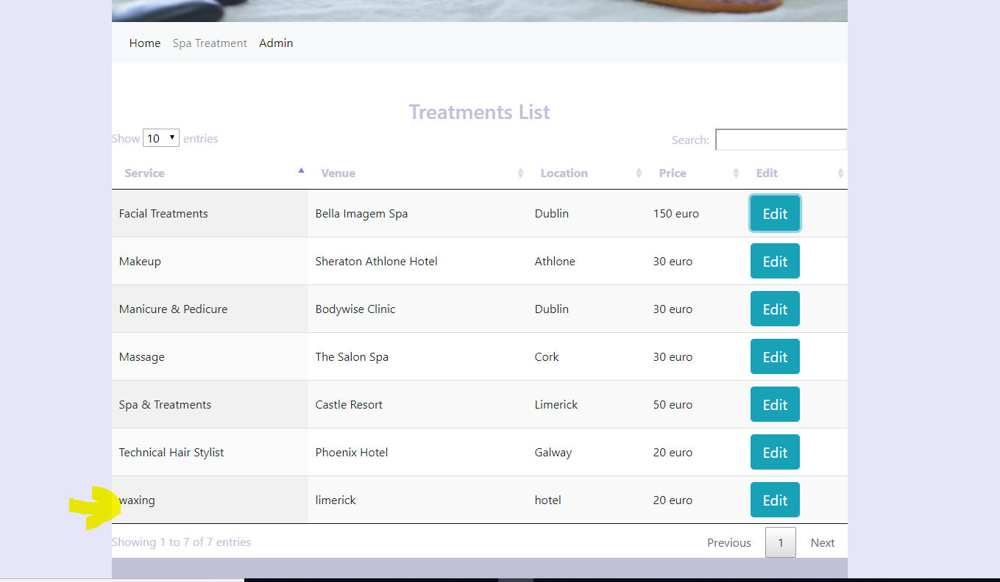 Home Spa Treatment Admin
Treatments List
Show 10 entries Search:
Service Venue Location Price Edit
Facial Treatments Bella Imagem Spa Dublin 150 euro Edit
Makeup Sheraton Athlone Hotel Athlone 30 euro Edit
Manicure & Pedicure Bodywise Clinic Dublin 30 euro Edit
Massage The Salon Spa Cork 30 euro Edit
Spa & Treatments Castle Resort Limerick 50 euro Edit
Technical Hair Stylist Phoenix Hotel Galway 20 euro Edit
waxing limerick hotel 20 euro Edit
Showing 1 to 7 of 7 entries Previous 1 Next